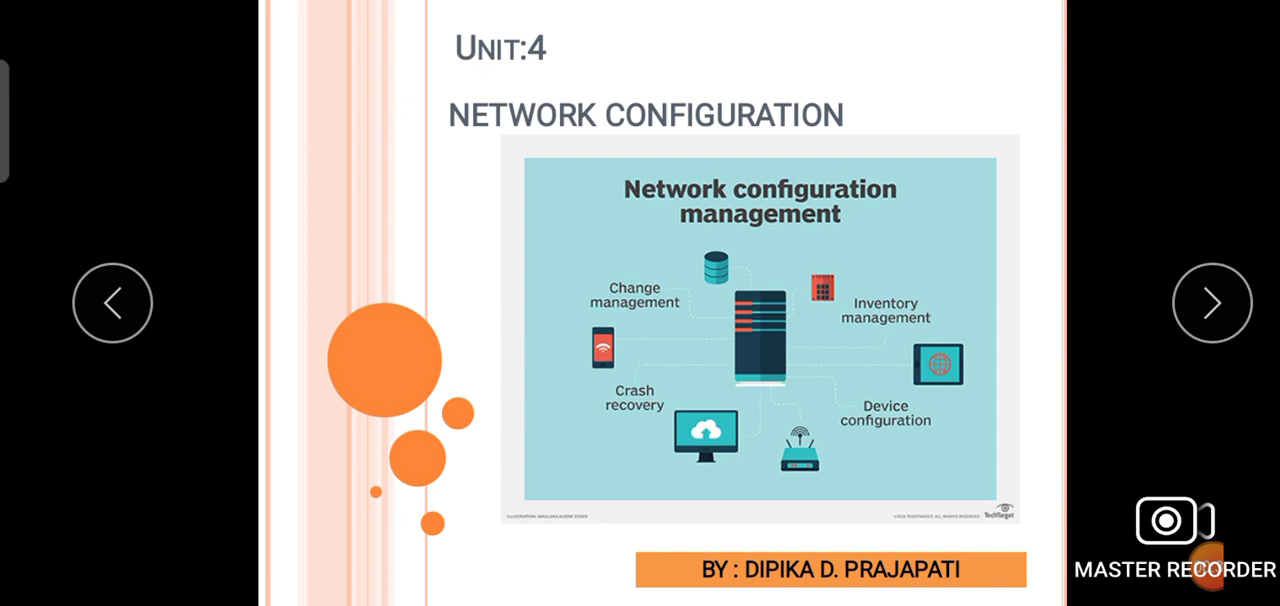 UNIT:4
NETWORK CONFIGURATION
Network configuration
management
Change
management
Inventory
management
Crash
recovery
Device
configuration
TechTarget
BY : DIPIKA D. PRAJAPATI
MASTER RECORDER